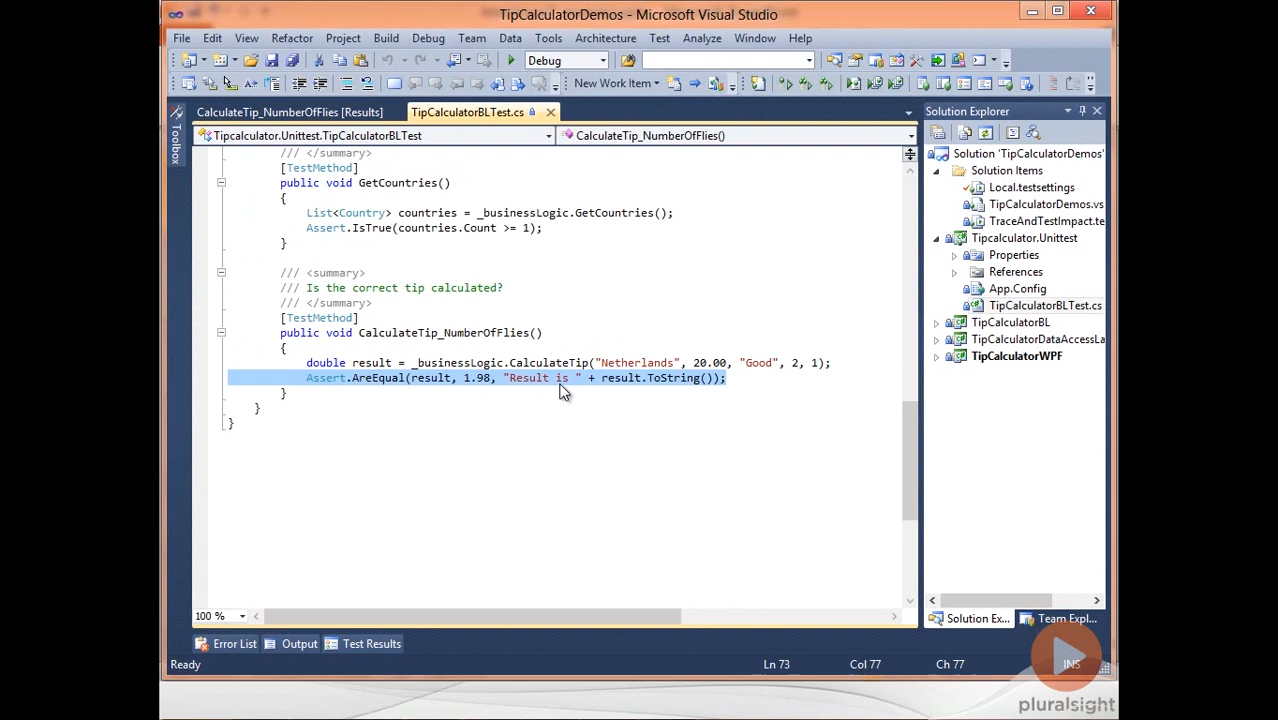 TipCalculatorDemos - Microsoft Visual Studio
File Edit View Refactor Project Build Debug Team Data Tools Architecture Test Analyze Window Help
Debug
New Work Item
CalculateTip_NumberOfFlies [Results] TipCalculatorBLTest.cs
Toolbox
Tipcalculator.Unittest.TipCalculatorBLTest CalculateTip_NumberOfFlies()
/// </summary>
[TestMethod]
public void GetCountries()
{
List<Country> countries = _businessLogic.GetCountries();
Assert.IsTrue(countries.Count >= 1);
}
/// <summary>
/// Is the correct tip calculated?
/// </summary>
[TestMethod]
public void CalculateTip_NumberOfFlies()
{
double result = _businessLogic.CalculateTip("Netherlands", 20.00, "Good", 2, 1);
Assert.AreEqual(result, 1.98, "Result is " + result.ToString());
}
}
}
100 %
Solution Explorer
Solution 'TipCalculatorDemos'
Solution Items
Local.testsettings
TipCalculatorDemos.vs
TraceAndTestImpact.te
Tipcalculator.Unittest
Properties
References
App.Config
TipCalculatorBLTest.cs
TipCalculatorBL
TipCalculatorDataAccessLa
TipCalculatorWPF
Solution Ex... Team Expl...
Error List Output Test Results
Ready Ln 73 Col 77 Ch 77 INS
pluralsight